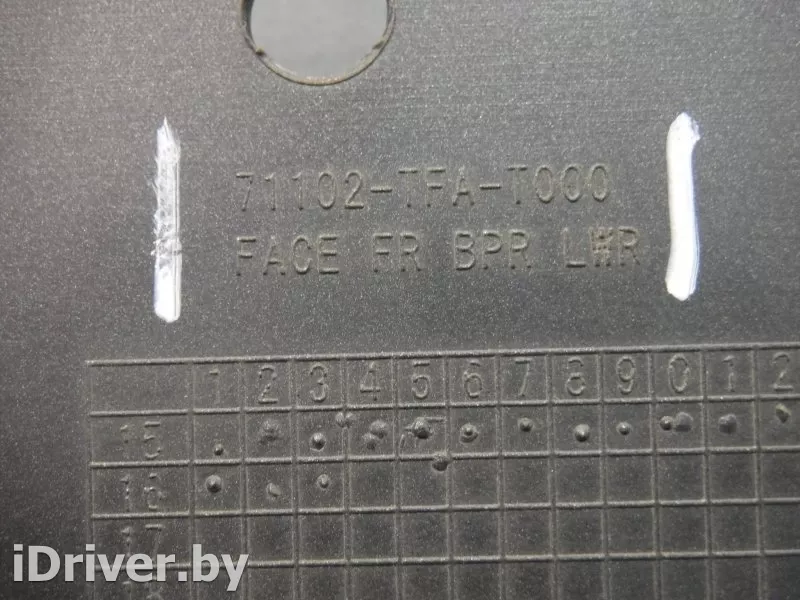 71102-TFA-T000
FACE FR BPR LWR
1 2 3 4 5 6 7 8 9 0 1 2
15
16
17
iDriver.by